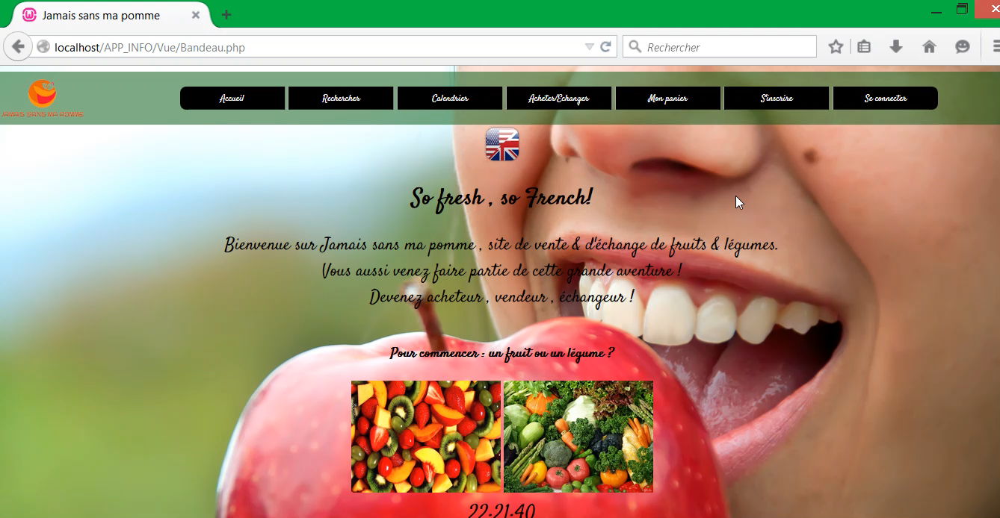 Jamais sans ma pomme
localhost/APP_INFO/Vue/Bandeau.php
Rechercher
JAMAIS SANS MA POMME
Accueil
Rechercher
Calendrier
Acheter/Echanger
Mon panier
S'inscrire
Se connecter
So fresh , so French!
Bienvenue sur Jamais sans ma pomme , site de vente & d'échange de fruits & légumes.
Vous aussi venez faire partie de cette grande aventure !
Devenez acheteur , vendeur , échangeur !
Pour commencer : un fruit ou un légume ?
22:21:40